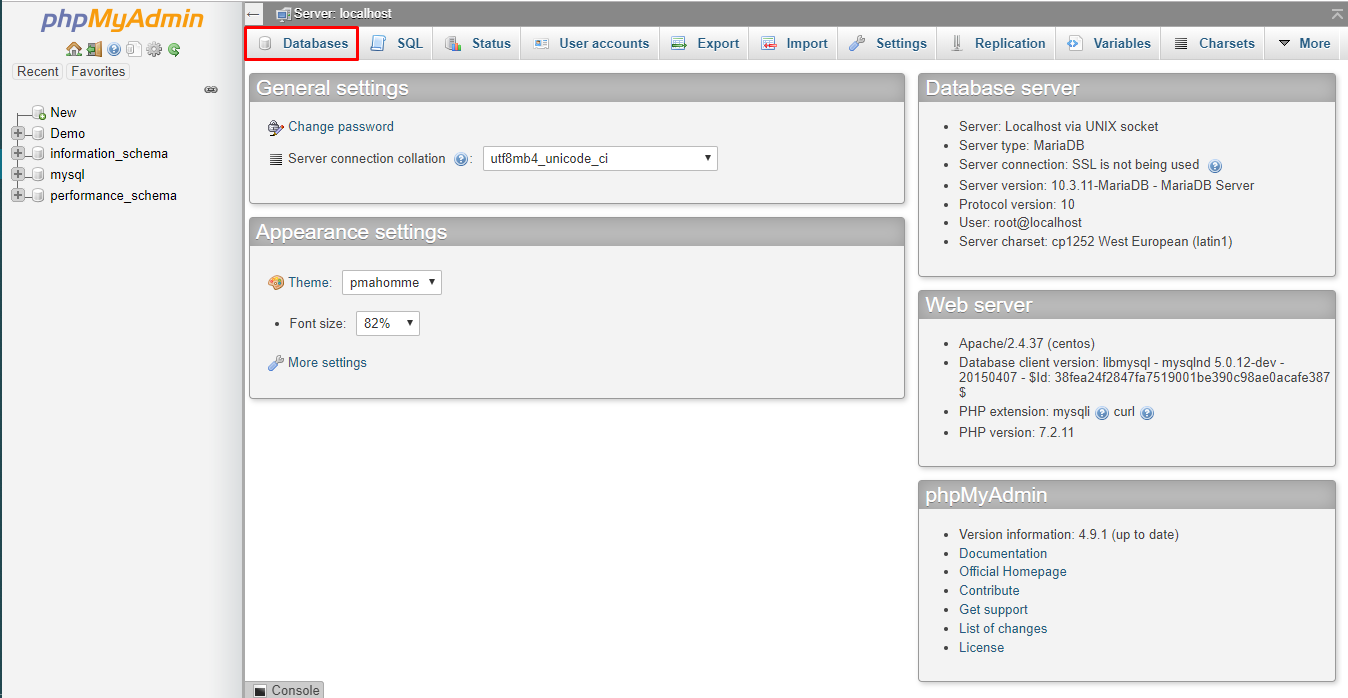 phpMyAdmin
Recent Favorites
New
Demo
information_schema
mysql
performance_schema
Server: localhost
Databases SQL Status User accounts Export Import Settings Replication Variables Charsets More
General settings
Change password
Server connection collation : utf8mb4_unicode_ci
Appearance settings
Theme: pmahomme
• Font size: 82%
More settings
Database server
• Server: Localhost via UNIX socket
• Server type: MariaDB
• Server connection: SSL is not being used
• Server version: 10.3.11-MariaDB - MariaDB Server
• Protocol version: 10
• User: root@localhost
• Server charset: cp1252 West European (latin1)
Web server
• Apache/2.4.37 (centos)
• Database client version: libmysql - mysqlnd 5.0.12-dev -
20150407 - $Id: 38fea24f2847fa7519001be390c98ae0acafe387
$
• PHP extension: mysqli curl
• PHP version: 7.2.11
phpMyAdmin
• Version information: 4.9.1 (up to date)
• Documentation
• Official Homepage
• Contribute
• Get support
• List of changes
• License
Console